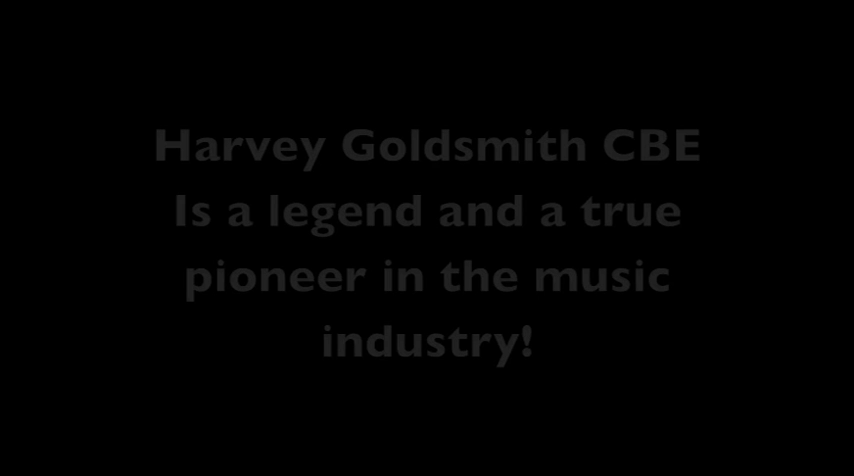 Harvey Goldsmith CBE
Is a legend and a true
pioneer in the music
industry!